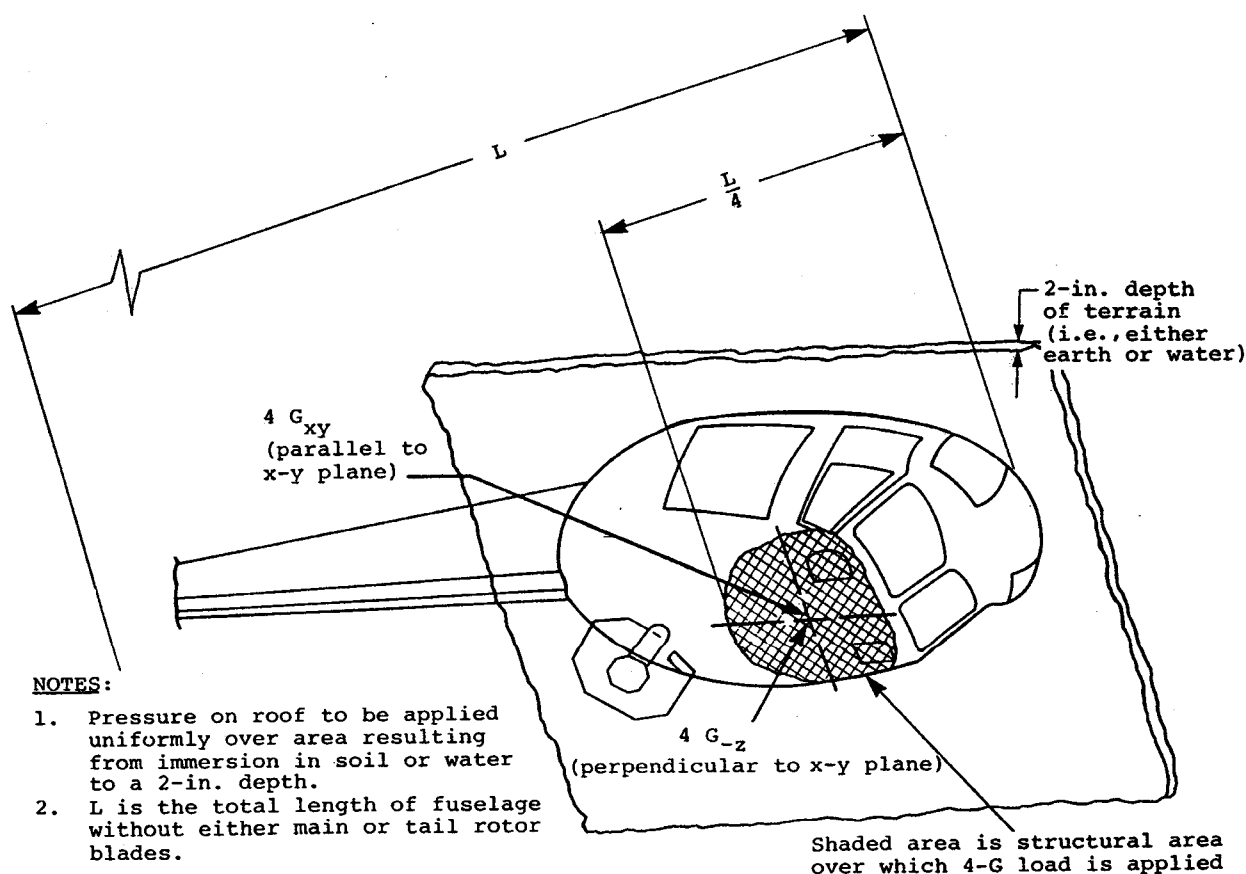 L
L
4
2-in. depth
of terrain
(i.e., either
earth or water)
4 Gxy
(parallel to
x-y plane)
4 G-z
(perpendicular to x-y plane)
NOTES:
1. Pressure on roof to be applied
uniformly over area resulting
from immersion in soil or water
to a 2-in. depth.
2. L is the total length of fuselage
without either main or tail rotor
blades.
Shaded area is structural area
over which 4-G load is applied